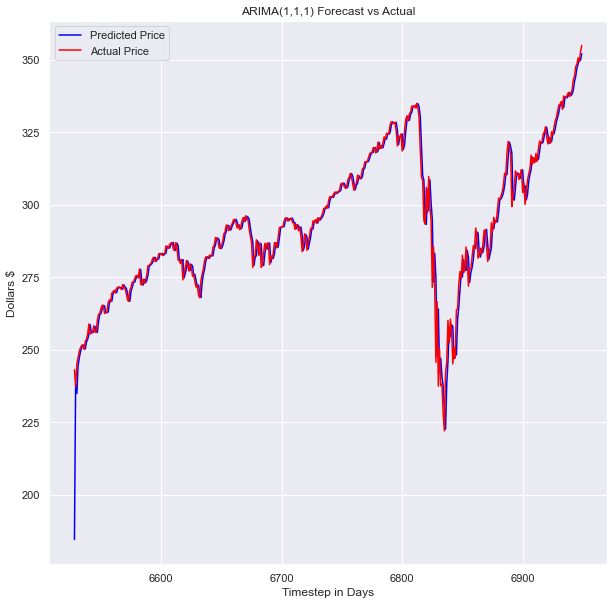 ARIMA(1,1,1) Forecast vs Actual
Predicted Price
Actual Price
350
325
300
275
250
225
200
Dollars $
6600 6700 6800 6900
Timestep in Days